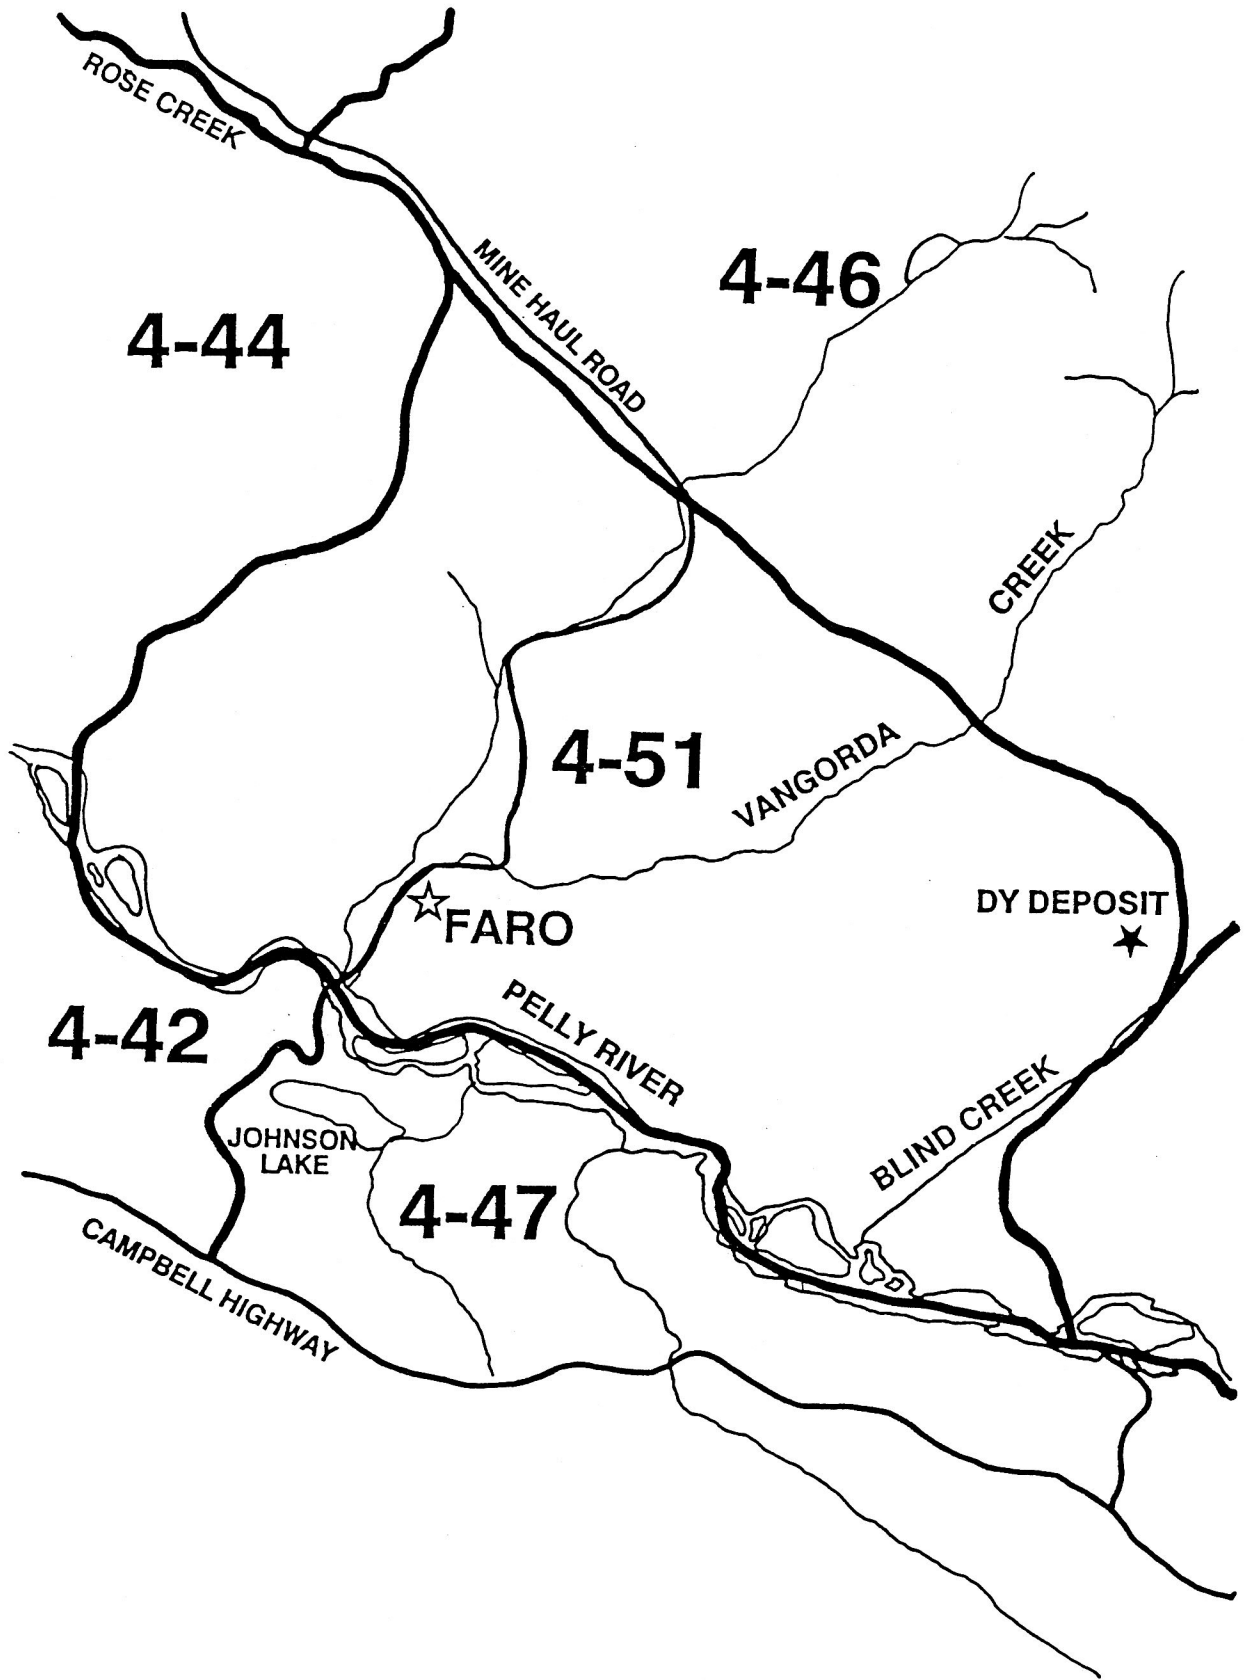 ROSE CREEK
MINE HAUL ROAD
4-46
4-44
CREEK
4-51
VANGORDA
DY DEPOSIT
FARO
PELLY RIVER
4-42
BLIND CREEK
JOHNSON
LAKE
4-47
CAMPBELL HIGHWAY